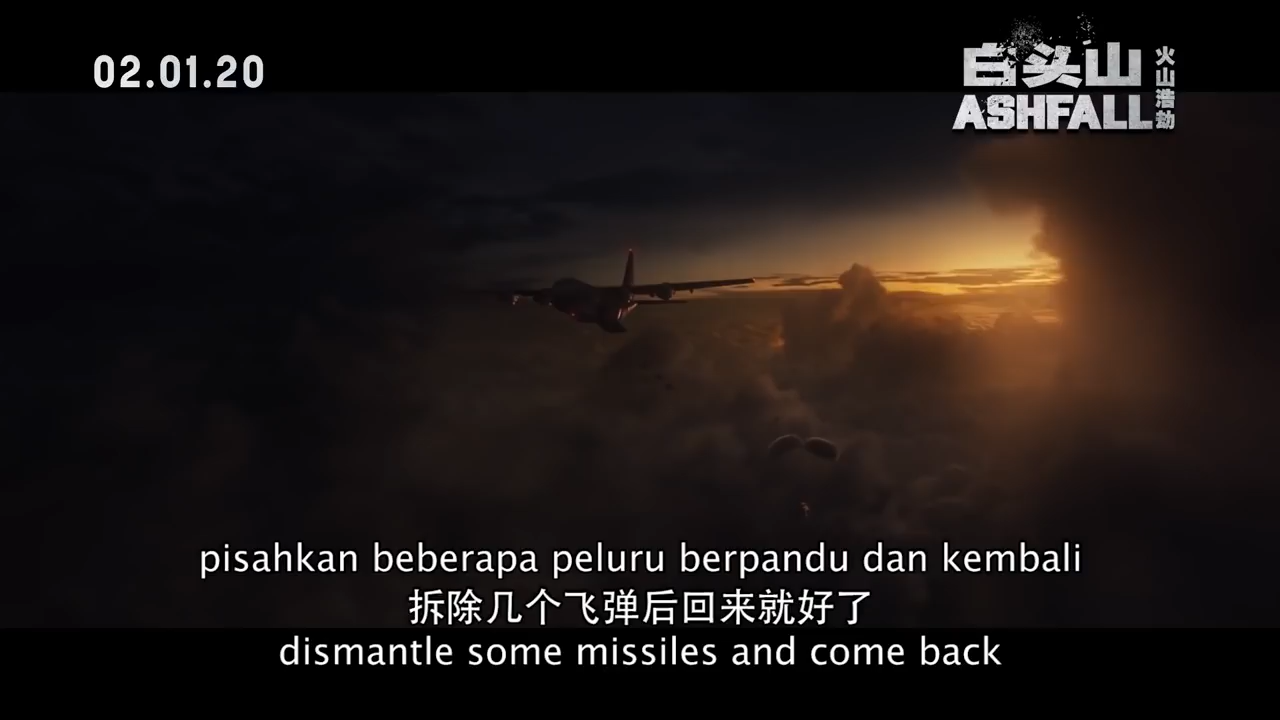 02.01.20
白头山
火山浩劫
ASHFALL
pisahkan beberapa peluru berpandu dan kembali
拆除几个飞弹后回来就好了
dismantle some missiles and come back